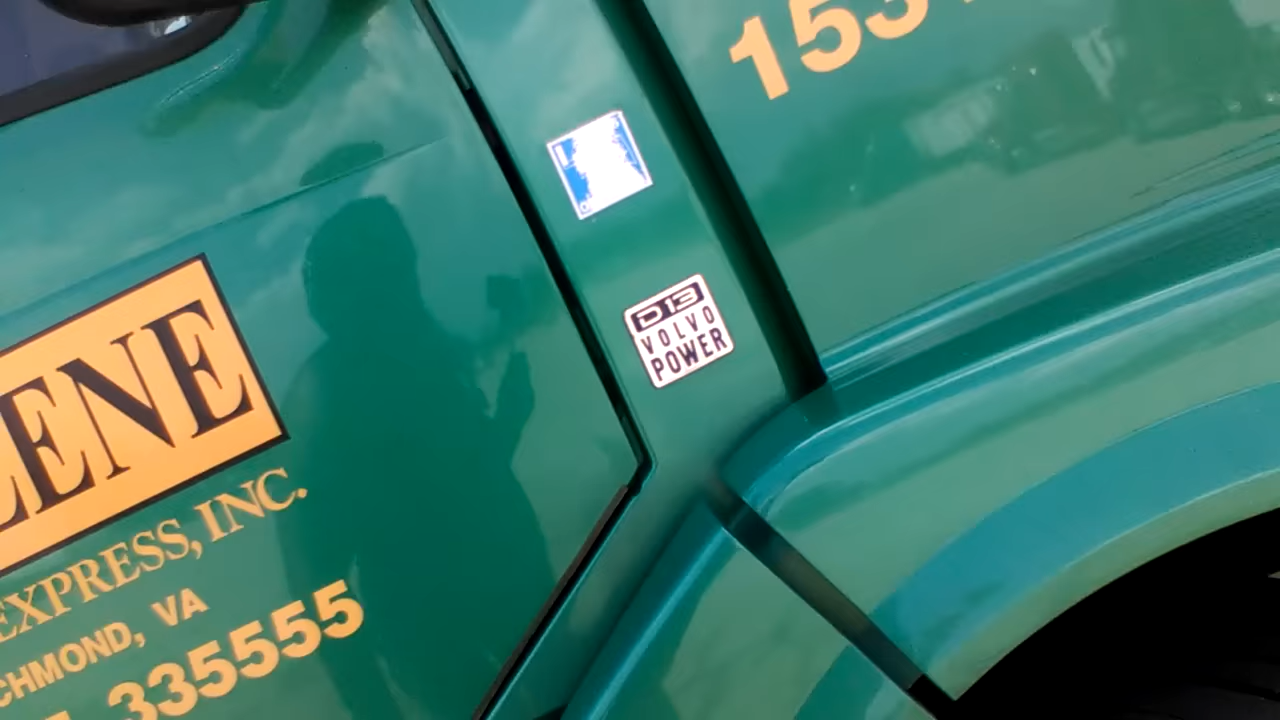 153
D13
VOLVO
POWER
ENE
EXPRESS, INC.
CHMOND, VA
335555